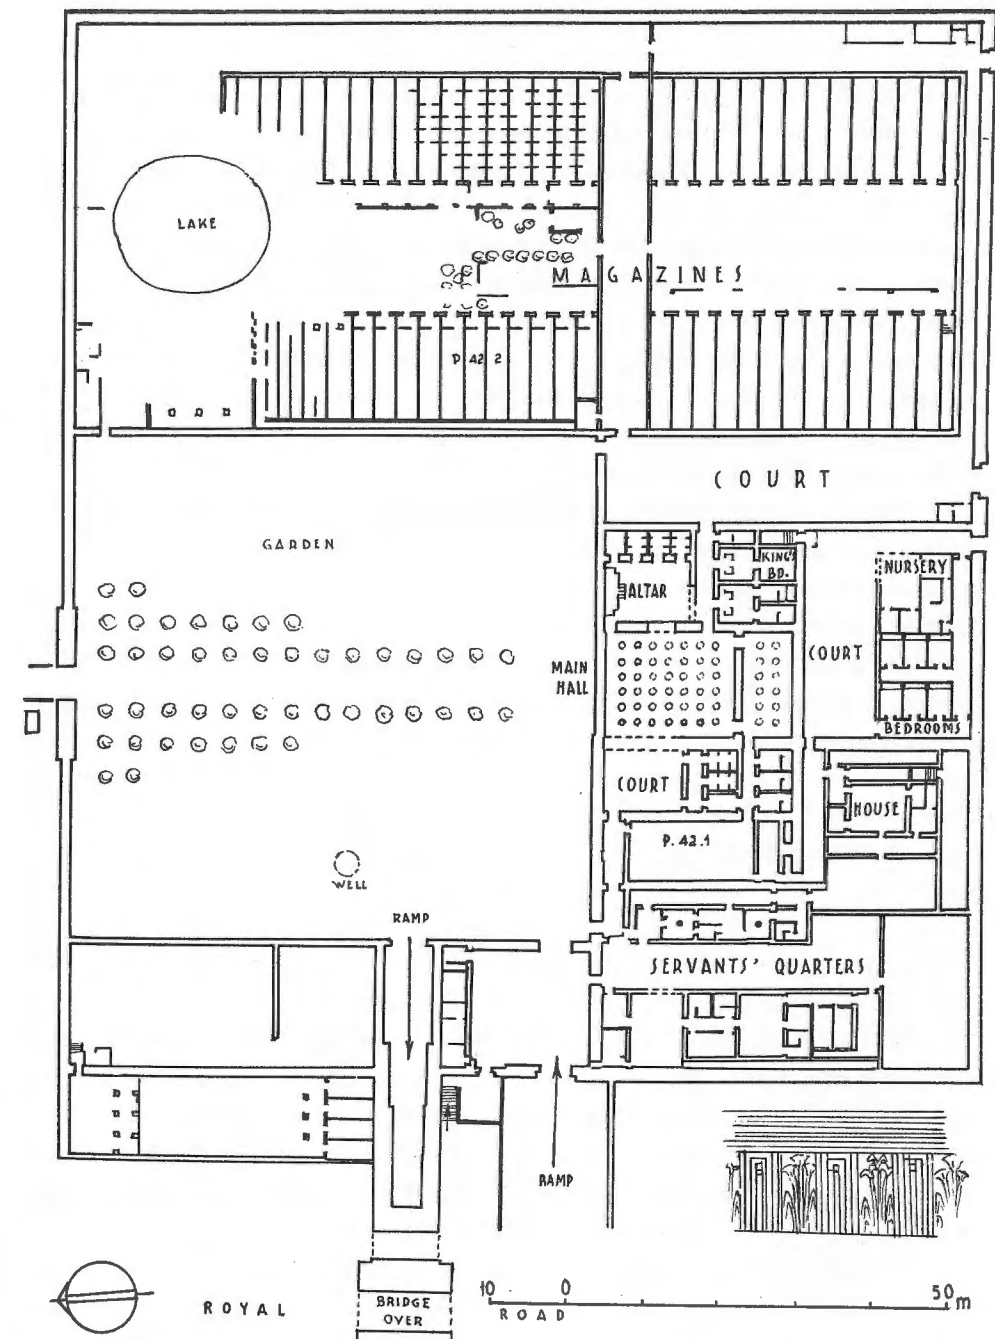 LAKE
MAGAZINES
P. 42 2
COURT
GARDEN
KING'S
BD.
NURSERY
ALTAR
COURT
MAIN
HALL
BEDROOMS
COURT
HOUSE
P. 42.1
WELL
RAMP
SERVANTS' QUARTERS
RAMP
ROYAL ROAD
BRIDGE
OVER
10 0 50 m